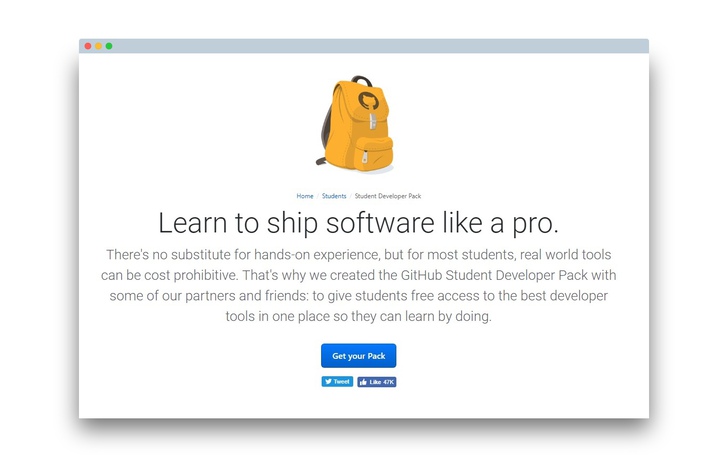 Home / Students / Student Developer Pack
Learn to ship software like a pro.
There's no substitute for hands-on experience, but for most students, real world tools
can be cost prohibitive. That's why we created the GitHub Student Developer Pack with
some of our partners and friends: to give students free access to the best developer
tools in one place so they can learn by doing.
Get your Pack
Tweet Like 47K